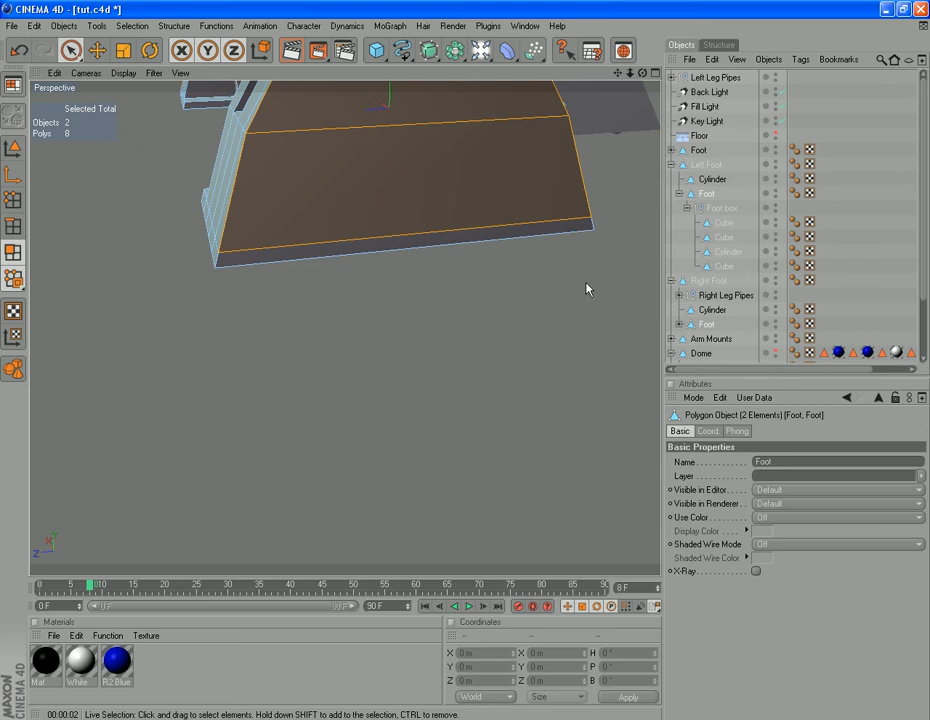 CINEMA 4D - [tut.c4d *]
File Edit Objects Tools Selection Structure Functions Animation Character Dynamics MoGraph Hair Render Plugins Window Help
Edit Cameras Display Filter View
Perspective
Selected Total
Objects 2
Polys 8
X
Y
Z
0 5 10 15 20 25 30 35 40 45 50 55 60 65 70 75 80 85 90
8 F
0 F 0 F 90 F 90 F
Materials
File Edit Function Texture
Mat White R2 Blue
Coordinates
-- -- --
X 0 m X 0 m H 0 °
Y 0 m Y 0 m P 0 °
Z 0 m Z 0 m B 0 °
World Size Apply
MAXON
CINEMA 4D
00:00:02 Live Selection: Click and drag to select elements. Hold down SHIFT to add to the selection, CTRL to remove.
Objects Structure
File Edit View Objects Tags Bookmarks
Left Leg Pipes
Back Light
Fill Light
Key Light
Floor
Foot
Left Foot
Cylinder
Foot
Foot box
Cube
Cube
Cylinder
Cube
Right Foot
Right Leg Pipes
Cylinder
Foot
Arm Mounts
Dome
Attributes
Mode Edit User Data
Polygon Object (2 Elements) [Foot, Foot]
Basic Coord. Phong
Basic Properties
Name Foot
Layer
Visible in Editor Default
Visible in Renderer Default
Use Color Off
Display Color
Shaded Wire Mode Off
Shaded Wire Color
X-Ray